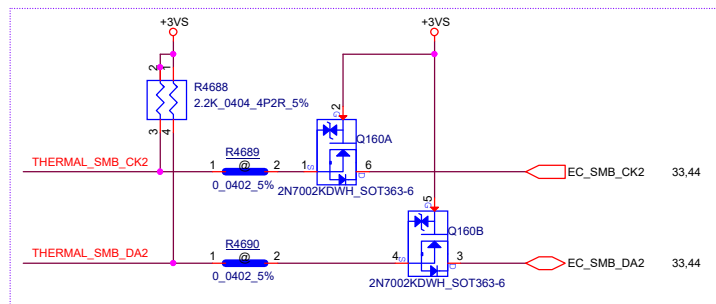 +3VS
+3VS
2
1
R4688
2.2K_0404_4P2R_5%
3
4
2
G
Q160A
THERMAL_SMB_CK2
1
R4689
@
2
0_0402_5%
1
S
6
D
2N7002KDWH_SOT363-6
EC_SMB_CK2
33,44
5
G
Q160B
THERMAL_SMB_DA2
1
R4690
@
2
0_0402_5%
4
S
3
D
2N7002KDWH_SOT363-6
EC_SMB_DA2
33,44